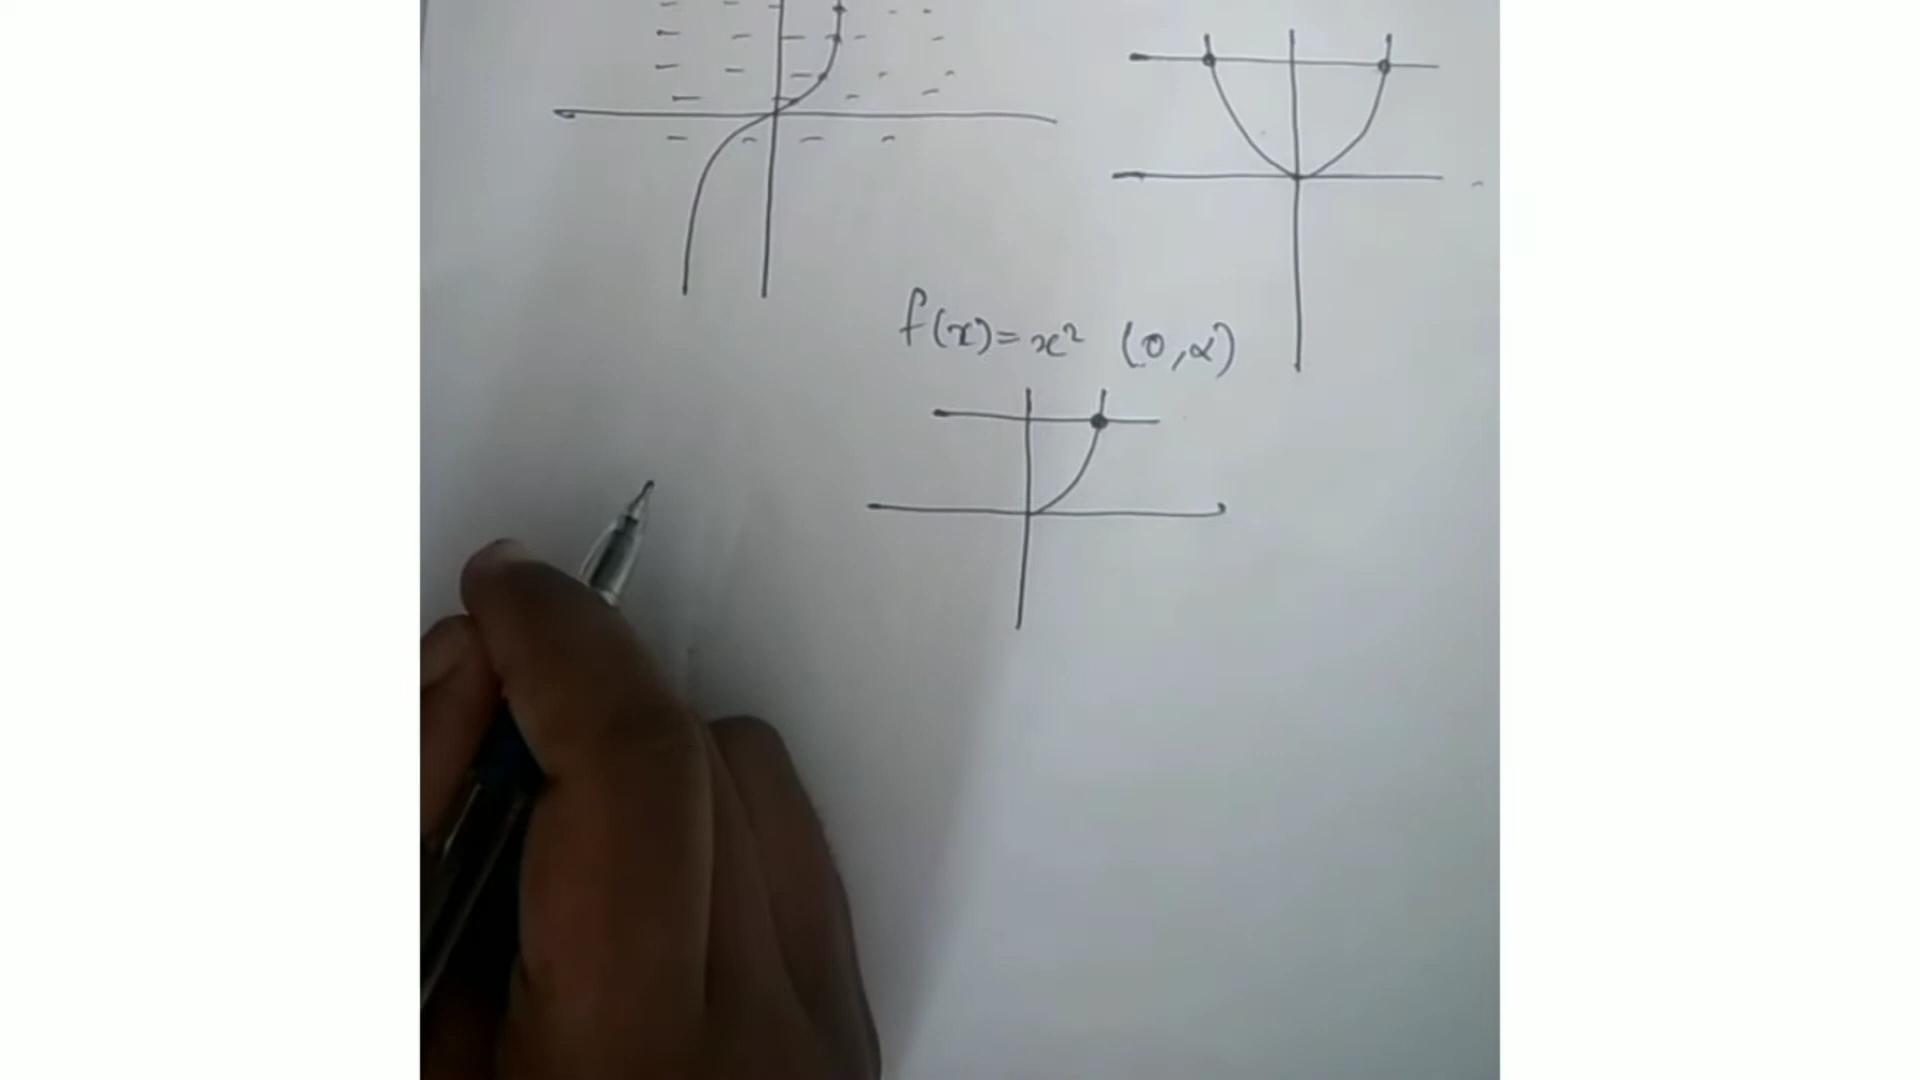 f(x)=x² (0,∝)